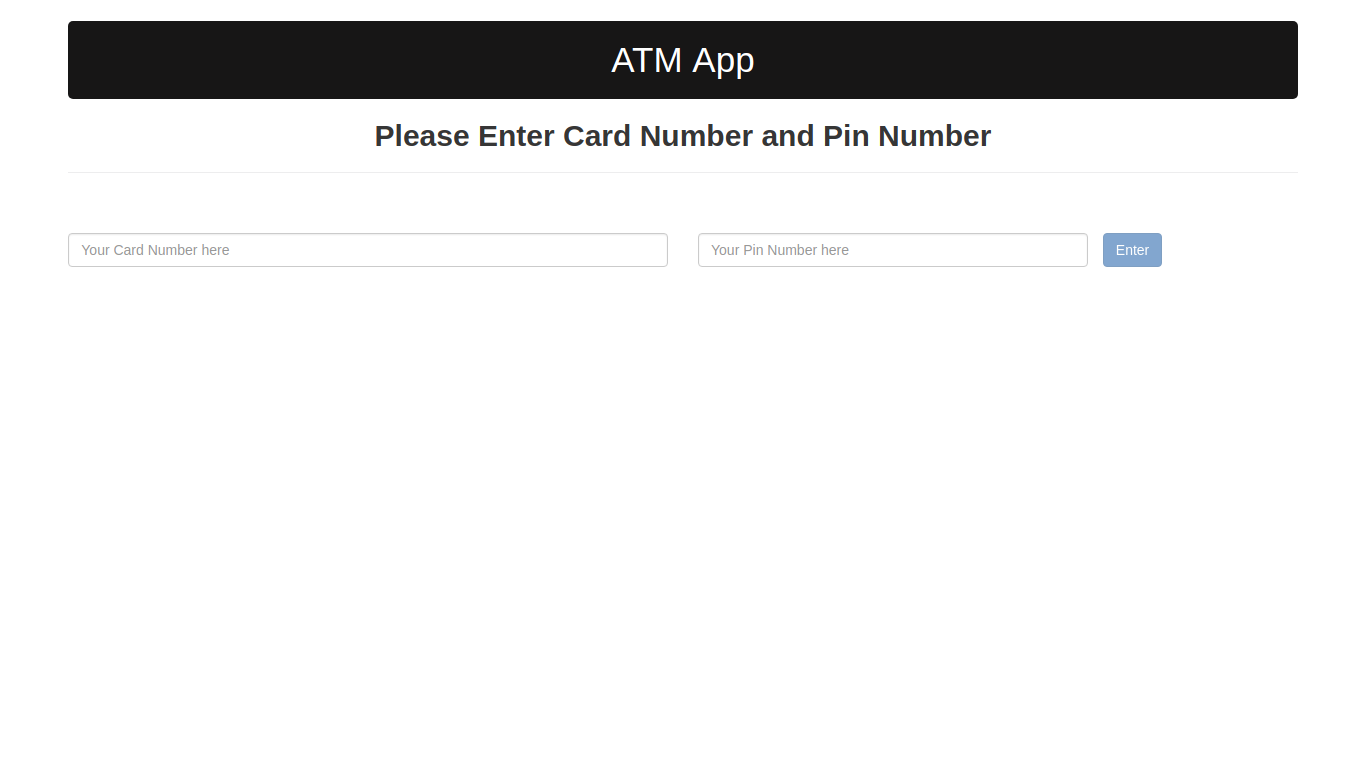 ATM App
Please Enter Card Number and Pin Number
Your Card Number here
Your Pin Number here
Enter